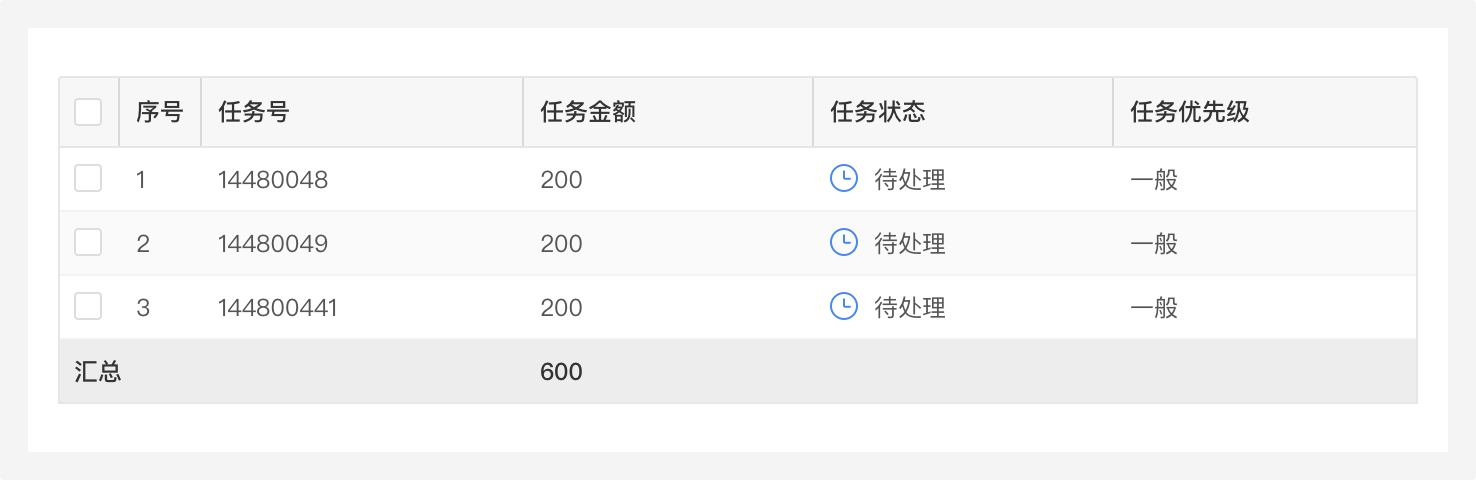 序号 任务号 任务金额 任务状态 任务优先级
1 14480048 200 待处理 一般
2 14480049 200 待处理 一般
3 144800441 200 待处理 一般
汇总 600